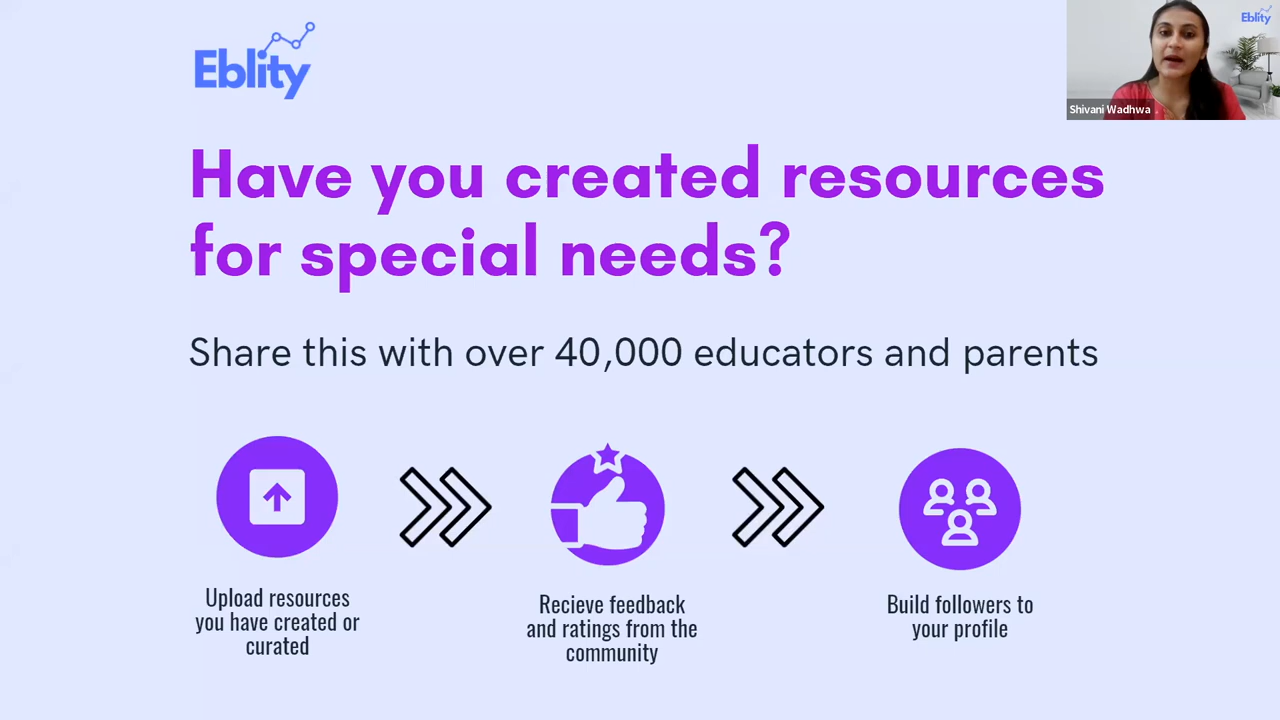 Eblity
Eblity
Shivani Wadhwa
Have you created resources
for special needs?
Share this with over 40,000 educators and parents
Upload resources
you have created or
curated
Recieve feedback
and ratings from the
community
Build followers to
your profile